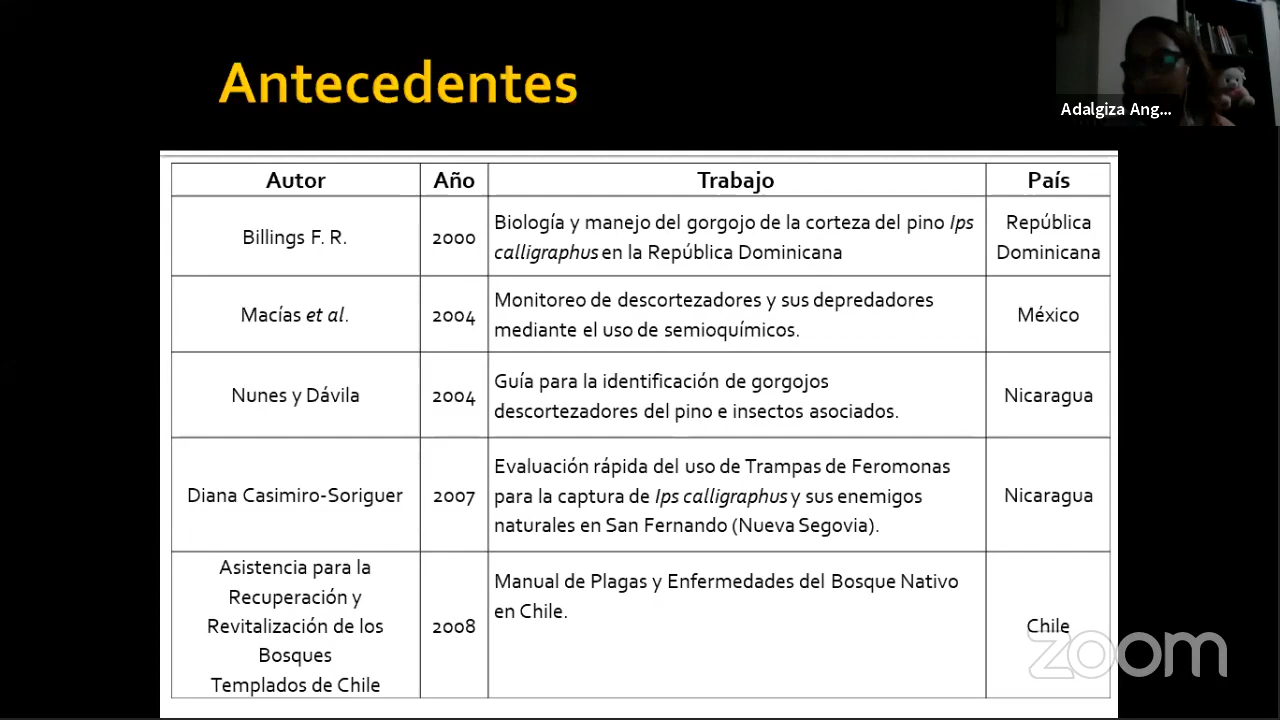 Antecedentes
Adalgiza Ang...
Autor Año Trabajo País
Billings F. R. 2000 Biología y manejo del gorgojo de la corteza del pino Ips
calligraphus en la República Dominicana
República
Dominicana
Macías et al. 2004 Monitoreo de descortezadores y sus depredadores
mediante el uso de semioquímicos.
México
Nunes y Dávila 2004 Guía para la identificación de gorgojos
descortezadores del pino e insectos asociados.
Nicaragua
Diana Casimiro-Soriguer 2007 Evaluación rápida del uso de Trampas de Feromonas
para la captura de Ips calligraphus y sus enemigos
naturales en San Fernando (Nueva Segovia).
Nicaragua
Asistencia para la
Recuperación y
Revitalización de los
Bosques
Templados de Chile
2008
Manual de Plagas y Enfermedades del Bosque Nativo
en Chile.
Chile
zoom